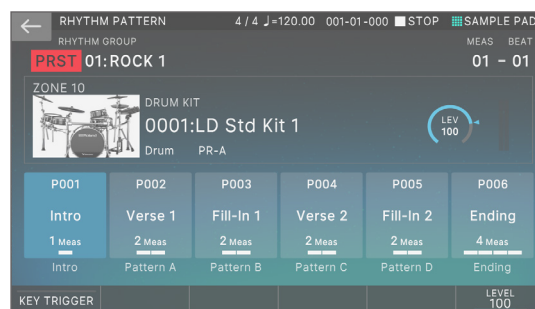 RHYTHM PATTERN 4 / 4 ♩=120.00 001-01-000 STOP SAMPLE PAD
RHYTHM GROUP MEAS BEAT
PRST 01:ROCK 1 01 - 01
ZONE 10
DRUM KIT
0001:LD Std Kit 1
LEV
100
Drum PR-A
P001 P002 P003 P004 P005 P006
Intro Verse 1 Fill-In 1 Verse 2 Fill-In 2 Ending
1 Meas 2 Meas 2 Meas 2 Meas 2 Meas 4 Meas
Intro Pattern A Pattern B Pattern C Pattern D Ending
KEY TRIGGER LEVEL
100